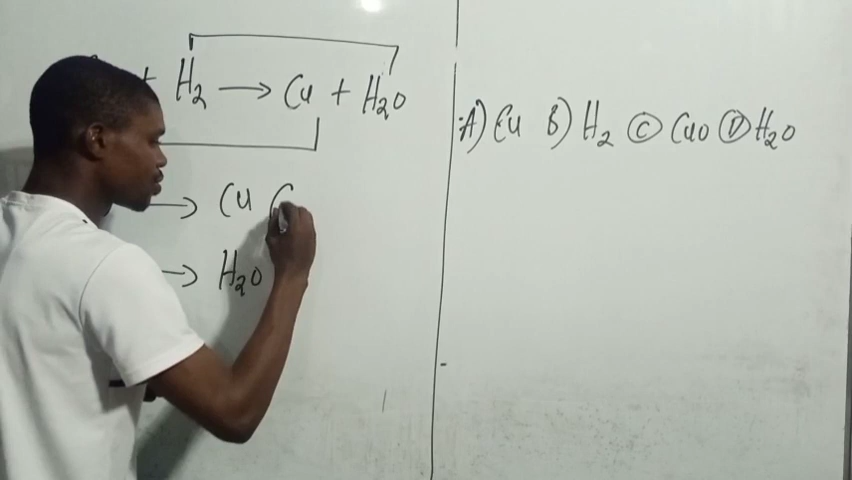 + H₂ → Cu + H₂O
→ Cu (
→ H₂O
A) Cu B) H₂ Ⓒ CuO Ⓓ H₂O